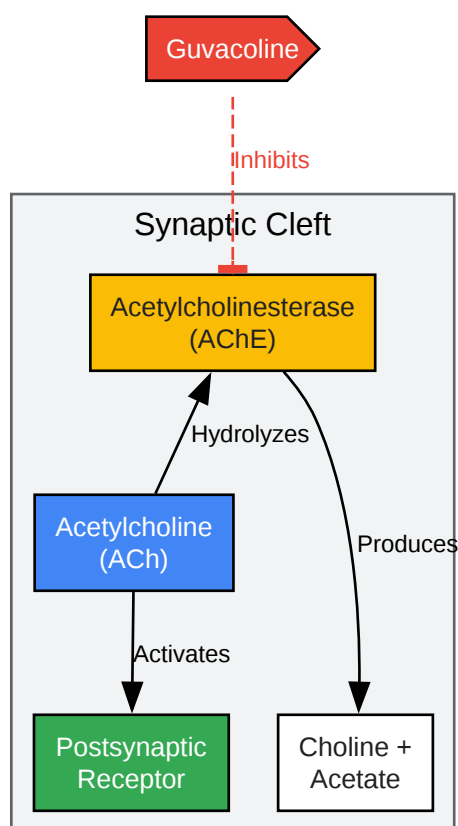 Guvacoline
Inhibits
Synaptic Cleft
Acetylcholinesterase
(AChE)
Hydrolyzes
Acetylcholine
(ACh)
Produces
Activates
Postsynaptic
Receptor
Choline +
Acetate